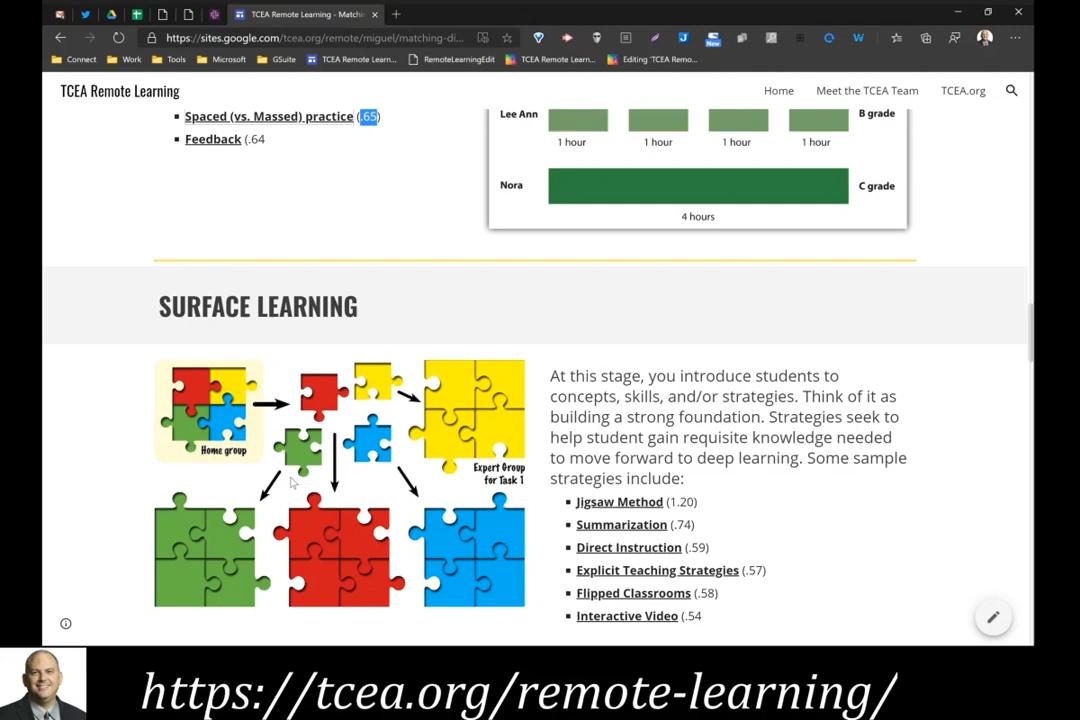 TCEA Remote Learning - Matchi
https://sites.google.com/tcea.org/remote/miguel/matching-di...
New
Connect
Work
Tools
Microsoft
GSuite
TCEA Remote Learn...
RemoteLearningEdit
TCEA Remote Learn...
Editing 'TCEA Remo...
TCEA Remote Learning
Home
Meet the TCEA Team
TCEA.org
Spaced (vs. Massed) practice (.65)
Feedback (.64
Lee Ann
B grade
1 hour
1 hour
1 hour
1 hour
Nora
C grade
4 hours
SURFACE LEARNING
Home group
Expert Group
for Task 1
At this stage, you introduce students to
concepts, skills, and/or strategies. Think of it as
building a strong foundation. Strategies seek to
help student gain requisite knowledge needed
to move forward to deep learning. Some sample
strategies include:
Jigsaw Method (1.20)
Summarization (.74)
Direct Instruction (.59)
Explicit Teaching Strategies (.57)
Flipped Classrooms (.58)
Interactive Video (.54
https://tcea.org/remote-learning/